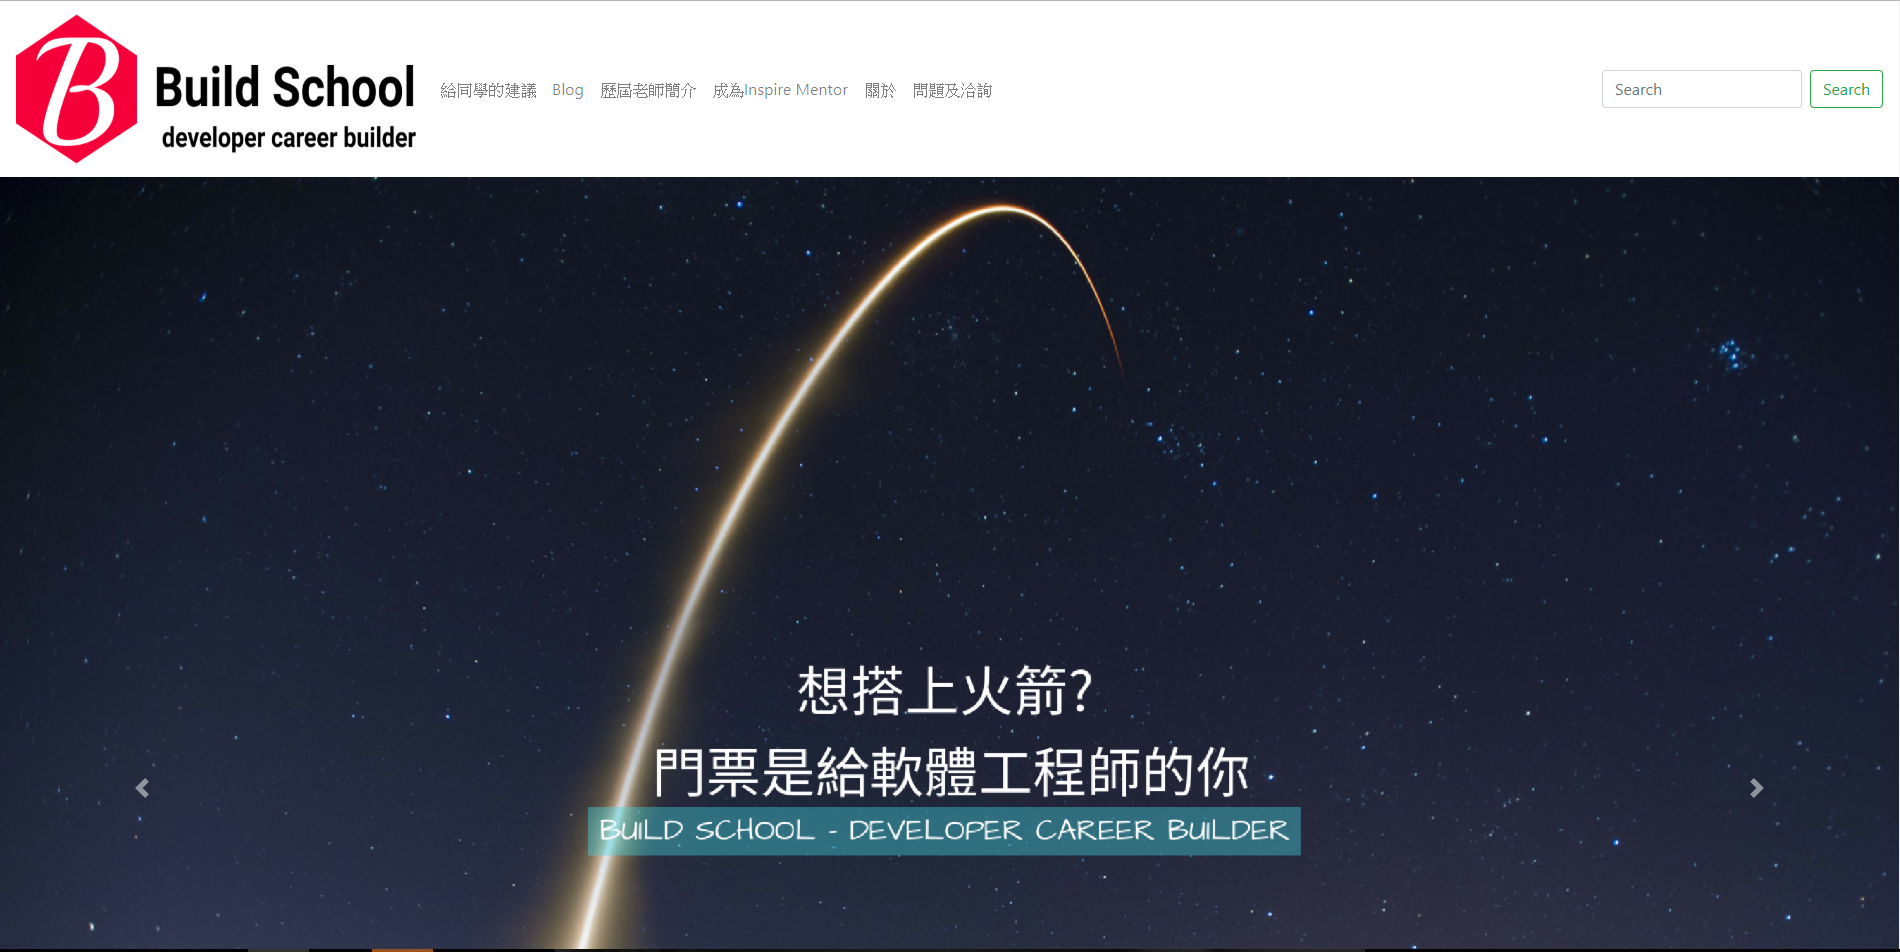 B
Build School
developer career builder
給同學的建議 Blog 歷屆老師簡介 成為Inspire Mentor 關於 問題及洽詢
Search Search
想搭上火箭?
門票是給軟體工程師的你
BUILD SCHOOL - DEVELOPER CAREER BUILDER